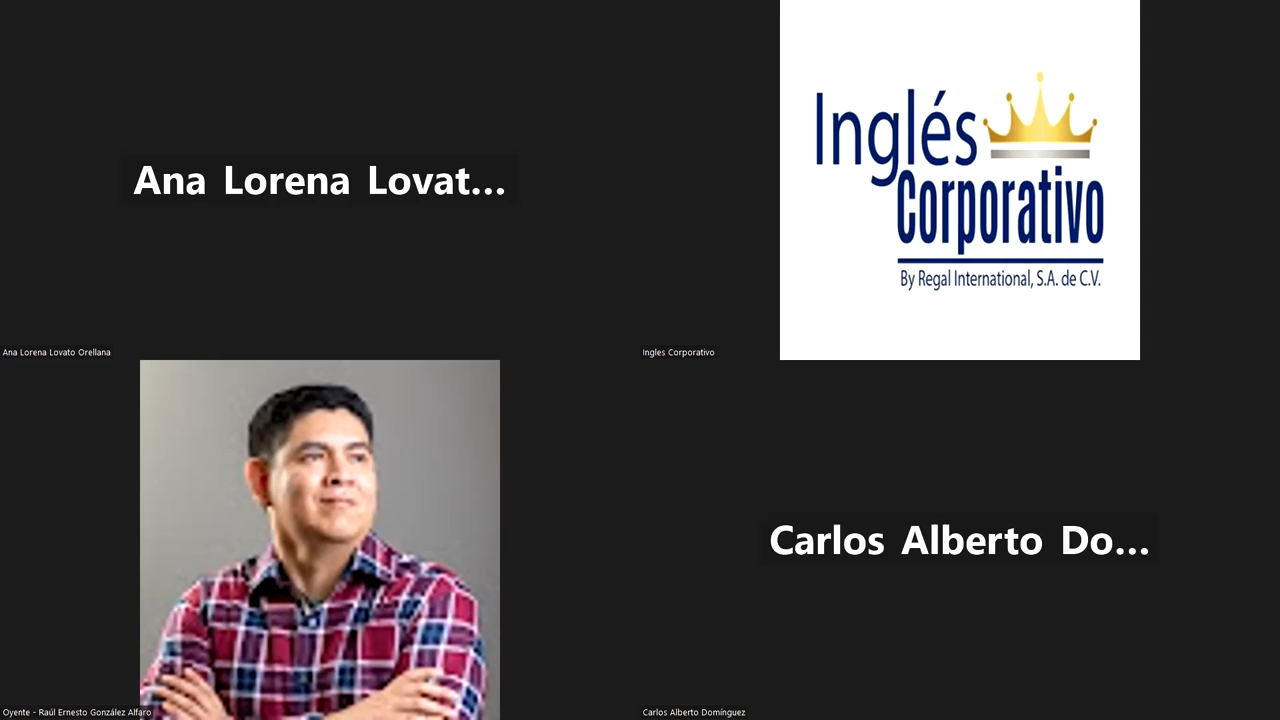 Ana Lorena Lovat...
Ana Lorena Lovato Orellana
Inglés
Corporativo
By Regal International, S.A. de C.V.
Ingles Corporativo
Oyente - Raúl Ernesto González Alfaro
Carlos Alberto Do...
Carlos Alberto Domínguez